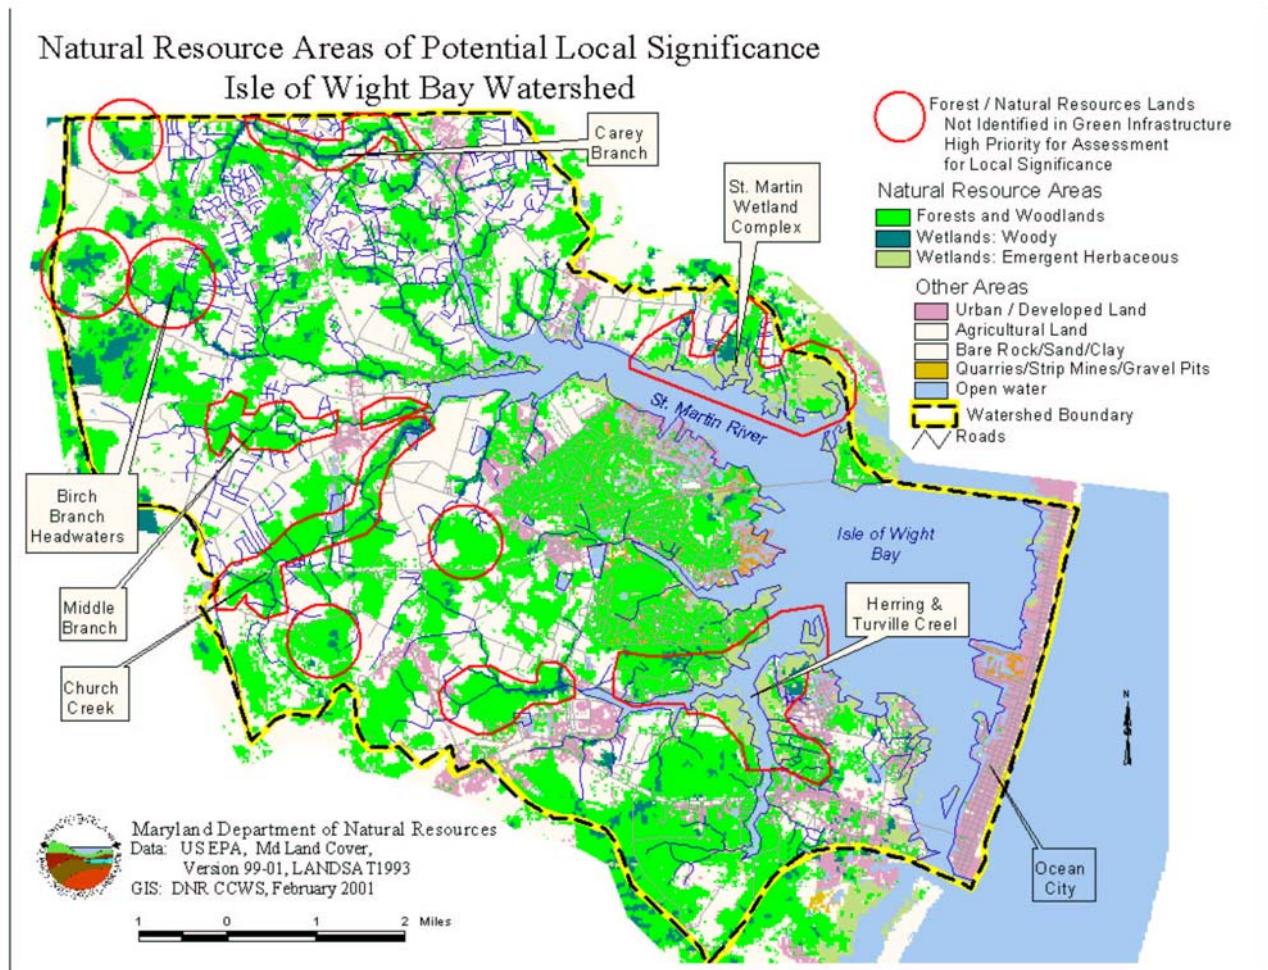 Natural Resource Areas of Potential Local Significance
Isle of Wight Bay Watershed
Forest / Natural Resources Lands
Not Identified in Green Infrastructure
High Priority for Assessment
for Local Significance
Natural Resource Areas
Forests and Woodlands
Wetlands: Woody
Wetlands: Emergent Herbaceous
Other Areas
Urban / Developed Land
Agricultural Land
Bare Rock/Sand/Clay
Quarries/Strip Mines/Gravel Pits
Open water
Watershed Boundary
Roads
Carey
Branch
St. Martin
Wetland
Complex
St. Martin River
Birch
Branch
Headwaters
Isle of Wight
Bay
Middle
Branch
Herring &
Turville Creel
Church
Creek
N
Ocean
City
Maryland Department of Natural Resources
Data: US EPA, Md Land Cover,
Version 99-01, LANDSAT1993
GIS: DNR CCWS, February 2001
1 0 1 2 Miles